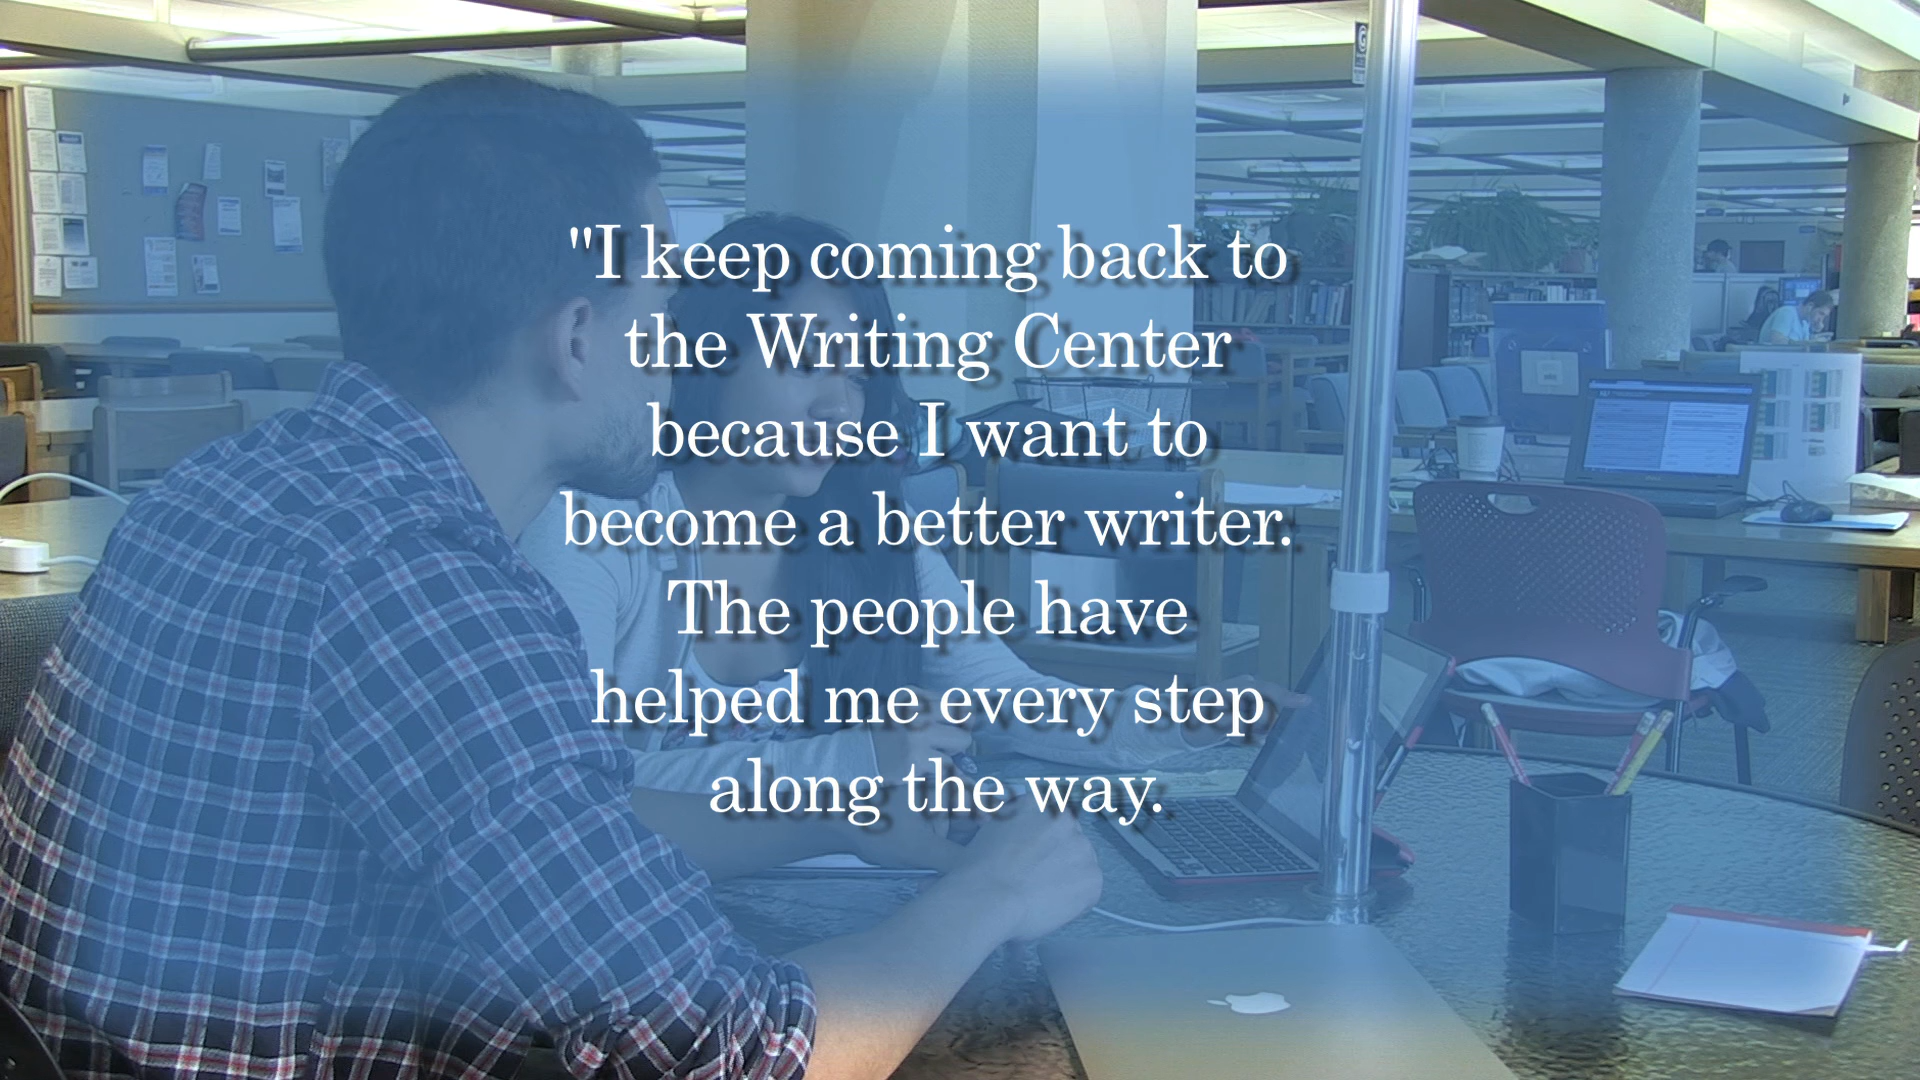 "I keep coming back to
the Writing Center
because I want to
become a better writer.
The people have
helped me every step
along the way.